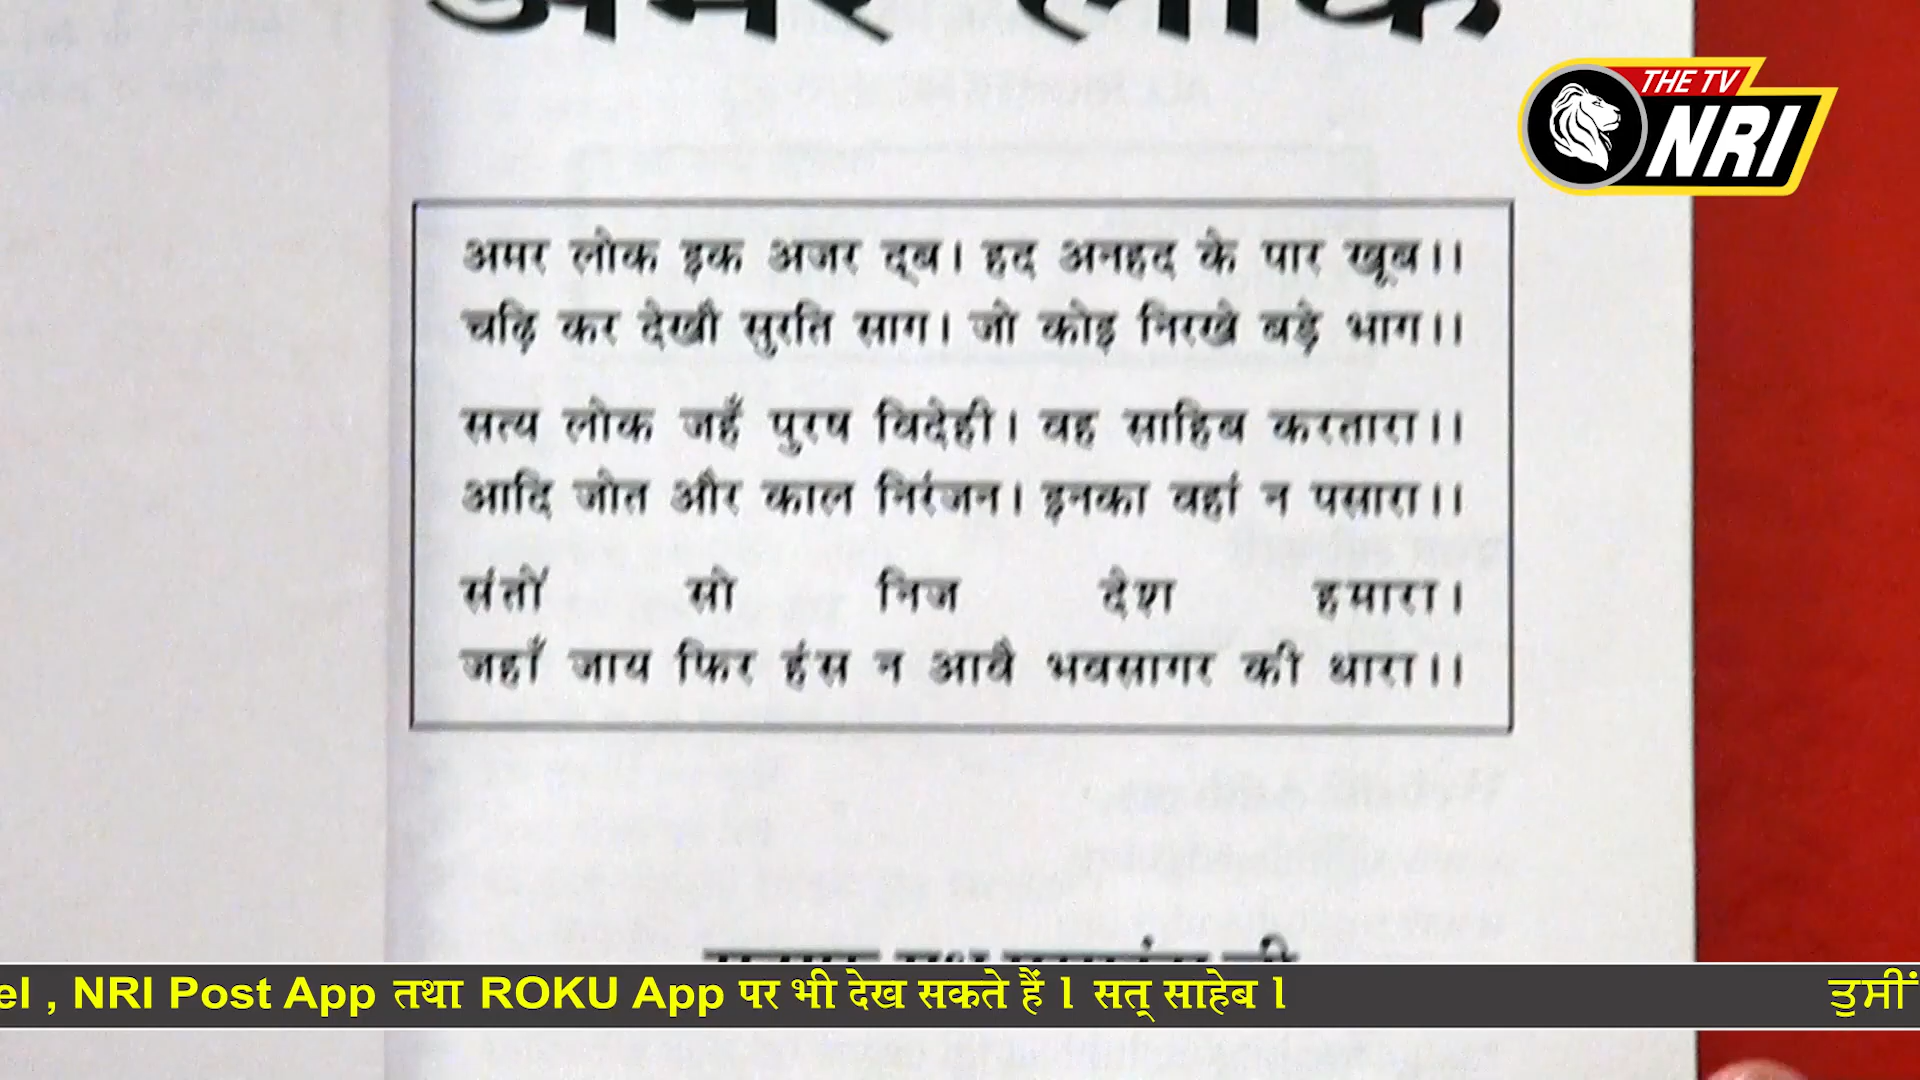 अमर लोक
THE TV
NRI
अमर लोक इक अजर दूब। हद अनहद के पार खूब।।
चढ़ि कर देखौ सुरति साग। जो कोइ निरखे बड़े भाग।।
सत्य लोक जहँ पुरष विदेही। वह साहिब करतारा।।
आदि जोत और काल निरंजन। इनका वहां न पसारा।।
संतों सो निज देश हमारा।
जहाँ जाय फिर हंस न आवै भवसागर की धारा।।
el , NRI Post App तथा ROKU App पर भी देख सकते हैं l सत् साहेब l
ਤੁਸੀਂ